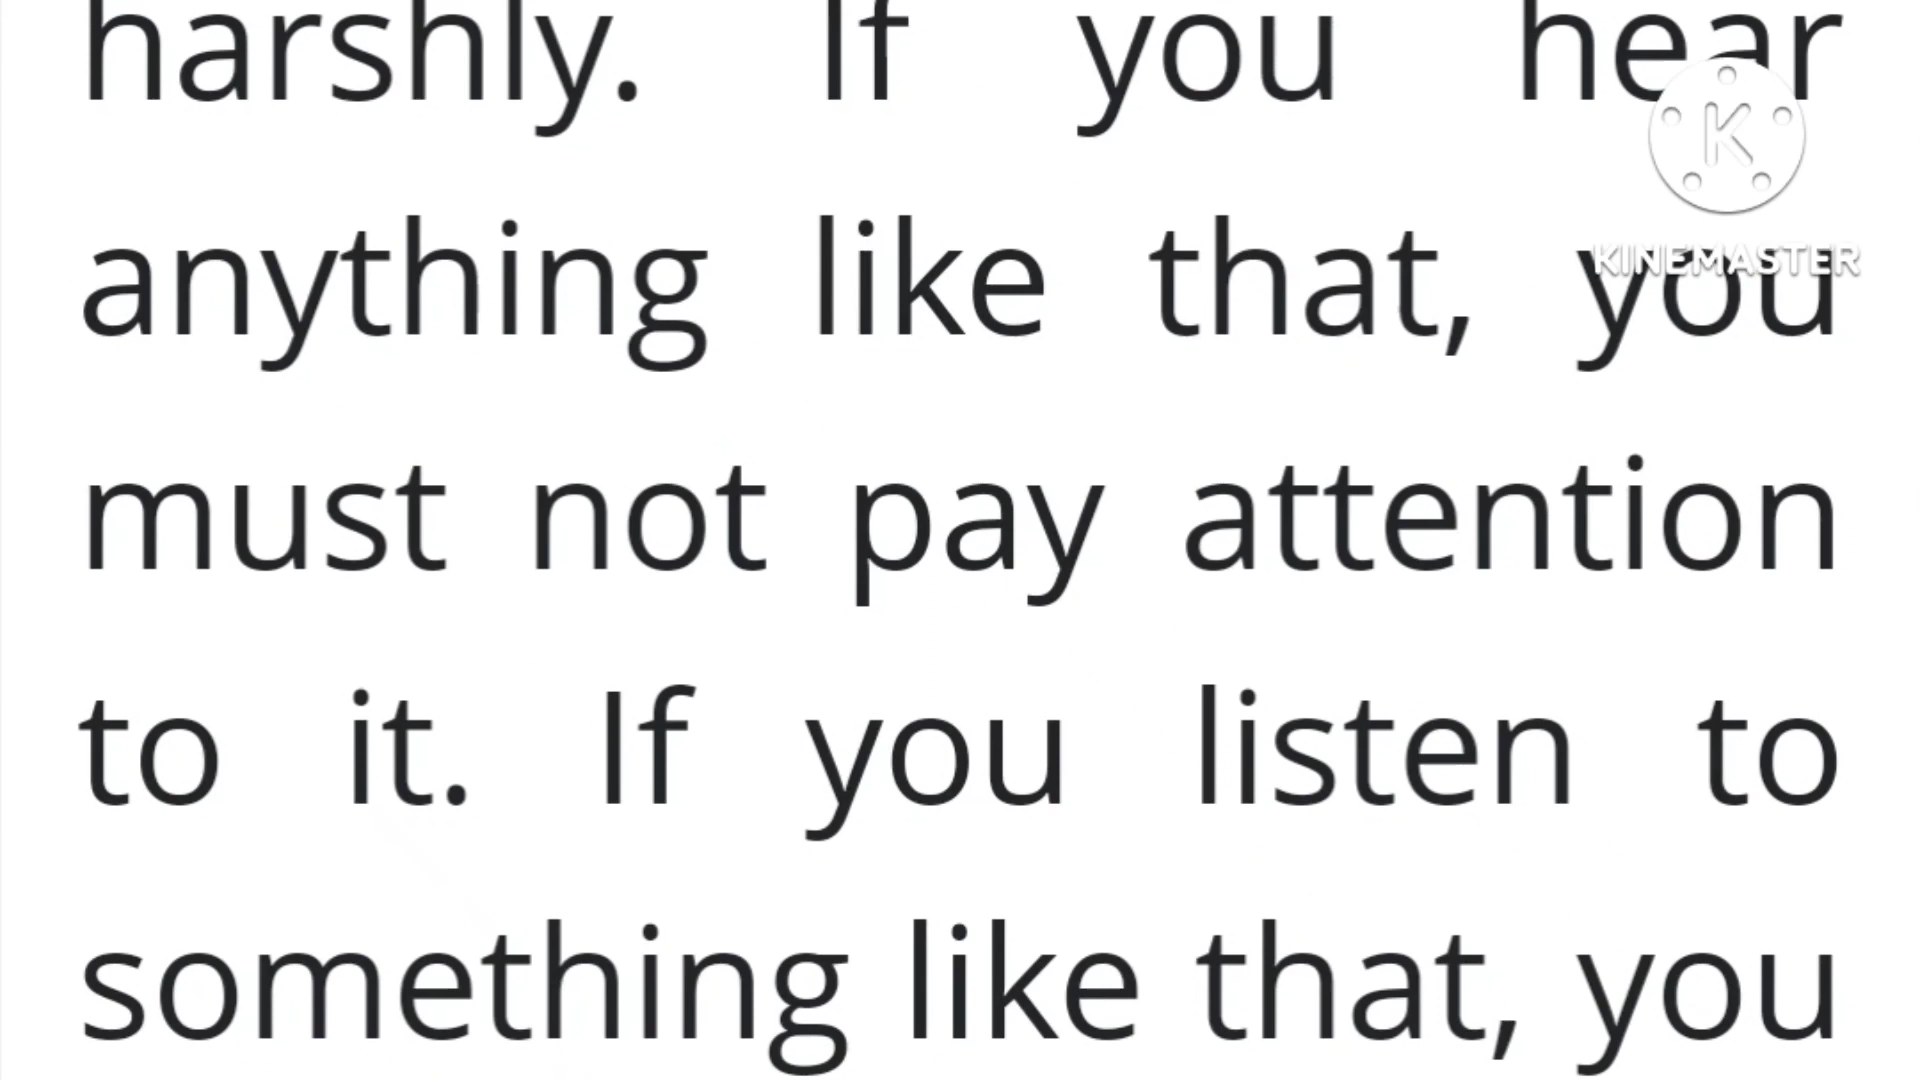 harshly. If you hear
anything like that, you
must not pay attention
to it. If you listen to
something like that, you
K
KINEMASTER